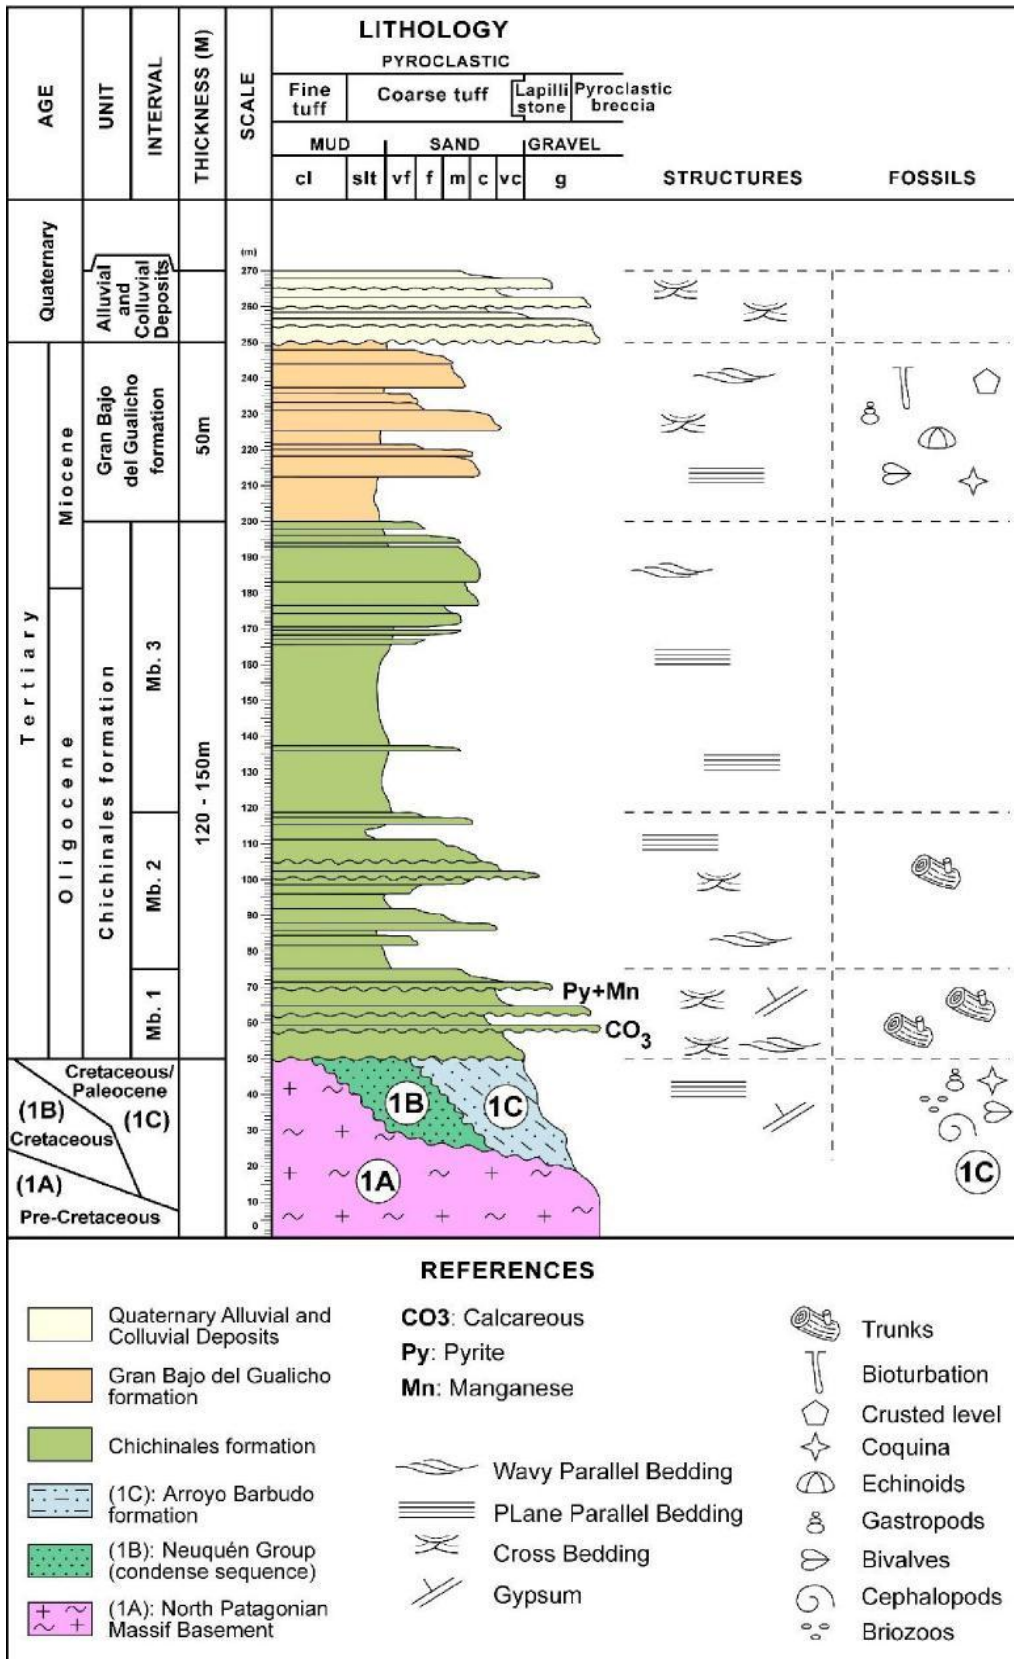 LITHOLOGY
PYROCLASTIC
Fine tuff
Coarse tuff
Lapilli stone
Pyroclastic breccia
MUD
SAND
GRAVEL
cl
slt
vf
f
m
c
vc
g
AGE
UNIT
INTERVAL
THICKNESS (M)
SCALE
STRUCTURES
FOSSILS
Quaternary
Alluvial
and
Colluvial
Deposits
(m)
270
260
250
240
230
220
210
200
190
180
170
160
150
140
130
120
110
100
90
80
70
60
50
40
30
20
10
0
Tertiary
Miocene
Oligocene
Gran Bajo
del Gualicho
formation
50m
Chichinales formation
Mb. 3
Mb. 2
Mb. 1
120 - 150m
Py+Mn
CO3
Cretaceous/
Paleocene
(1B)
(1C)
Cretaceous
(1A)
Pre-Cretaceous
1B
1C
1A
1C
REFERENCES
Quaternary Alluvial and
Colluvial Deposits
Gran Bajo del Gualicho
formation
Chichinales formation
(1C): Arroyo Barbudo
formation
(1B): Neuquén Group
(condense sequence)
(1A): North Patagonian
Massif Basement
CO3: Calcareous
Py: Pyrite
Mn: Manganese
Wavy Parallel Bedding
PLane Parallel Bedding
Cross Bedding
Gypsum
Trunks
Bioturbation
Crusted level
Coquina
Echinoids
Gastropods
Bivalves
Cephalopods
Briozoos